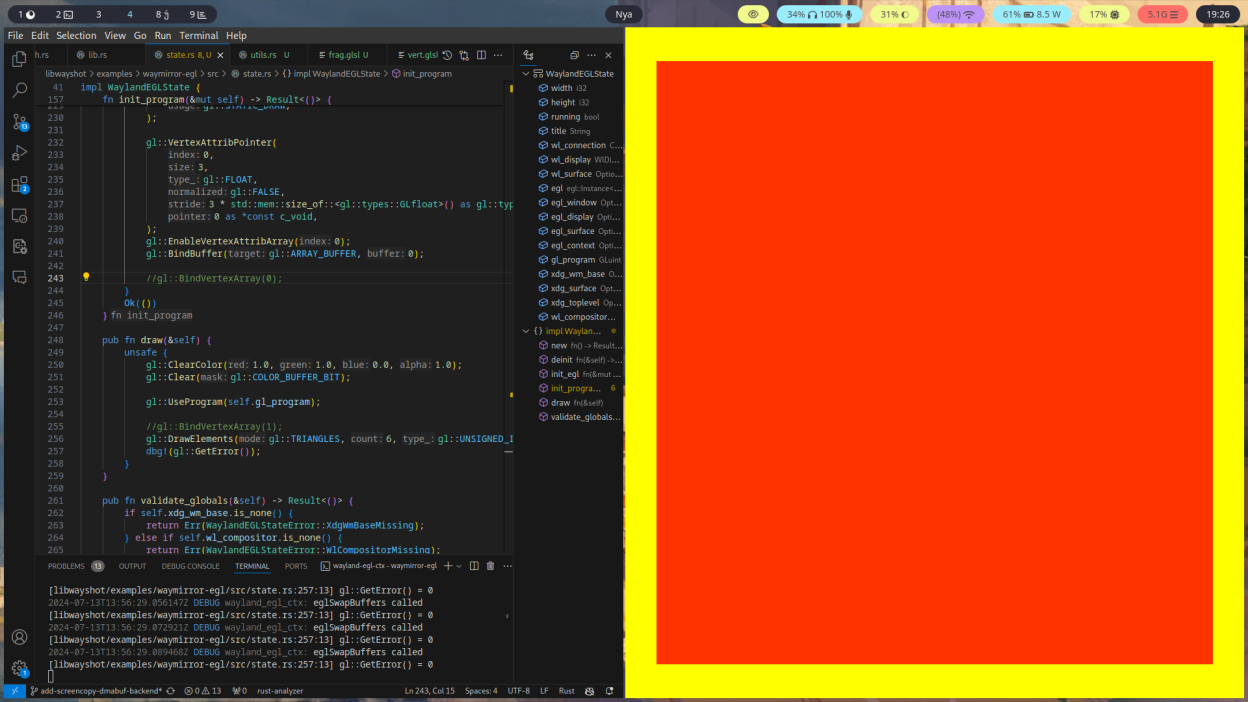 1 2 3 4 8 9 Nya 34% 100% 31% (48%) 61% 8.5 W 17% 5.1G 19:26
File Edit Selection View Go Run Terminal Help
h.rs lib.rs state.rs 8, U utils.rs U frag.glsl U vert.glsl
libwayshot > examples > waymirror-egl > src > state.rs > {} impl WaylandEGLState > init_program
41 impl WaylandEGLState {
157 fn init_program(&mut self) -> Result<()> {
229 usage: gl::STATIC_DRAW,
230 );
231
232 gl::VertexAttribPointer(
233 index: 0,
234 size: 3,
235 type_: gl::FLOAT,
236 normalized: gl::FALSE,
237 stride: 3 * std::mem::size_of::<gl::types::GLfloat>() as gl::typ
238 pointer: 0 as *const c_void,
239 );
240 gl::EnableVertexAttribArray(index: 0);
241 gl::BindBuffer(target: gl::ARRAY_BUFFER, buffer: 0);
242
243 //gl::BindVertexArray(0);
244 }
245 Ok(())
246 } fn init_program
247
248 pub fn draw(&self) {
249 unsafe {
250 gl::ClearColor(red: 1.0, green: 1.0, blue: 0.0, alpha: 1.0);
251 gl::Clear(mask: gl::COLOR_BUFFER_BIT);
252
253 gl::UseProgram(self.gl_program);
254
255 //gl::BindVertexArray(1);
256 gl::DrawElements(mode: gl::TRIANGLES, count: 6, type_: gl::UNSIGNED_I
257 dbg!(gl::GetError());
258 }
259 }
260
261 pub fn validate_globals(&self) -> Result<()> {
262 if self.xdg_wm_base.is_none() {
263 return Err(WaylandEGLStateError::XdgWmBaseMissing);
264 } else if self.wl_compositor.is_none() {
265 return Err(WaylandEGLStateError::WlCompositorMissing);
WaylandEGLState
width i32
height i32
running bool
title String
wl_connection C...
wl_display WlDi...
wl_surface Optio...
egl egl::Instance<...
egl_window Opt...
egl_display Opti...
egl_surface Opti...
egl_context Opti...
gl_program GLuint
xdg_wm_base O...
xdg_surface Opt...
xdg_toplevel Op...
wl_compositor...
{} impl Waylan...
new fn() -> Result...
deinit fn(&self) ->...
init_egl fn(&mut ...
init_progra... 6
draw fn(&self)
validate_globals...
PROBLEMS 13 OUTPUT DEBUG CONSOLE TERMINAL PORTS wayland-egl-ctx - waymirror-egl
[libwayshot/examples/waymirror-egl/src/state.rs:257:13] gl::GetError() = 0
2024-07-13T13:56:29.056147Z DEBUG wayland_egl_ctx: eglSwapBuffers called
[libwayshot/examples/waymirror-egl/src/state.rs:257:13] gl::GetError() = 0
2024-07-13T13:56:29.072921Z DEBUG wayland_egl_ctx: eglSwapBuffers called
[libwayshot/examples/waymirror-egl/src/state.rs:257:13] gl::GetError() = 0
2024-07-13T13:56:29.089468Z DEBUG wayland_egl_ctx: eglSwapBuffers called
[libwayshot/examples/waymirror-egl/src/state.rs:257:13] gl::GetError() = 0
13
2
1
add-screencopy-dmabuf-backend* 0 13 0 rust-analyzer Ln 243, Col 15 Spaces: 4 UTF-8 LF Rust